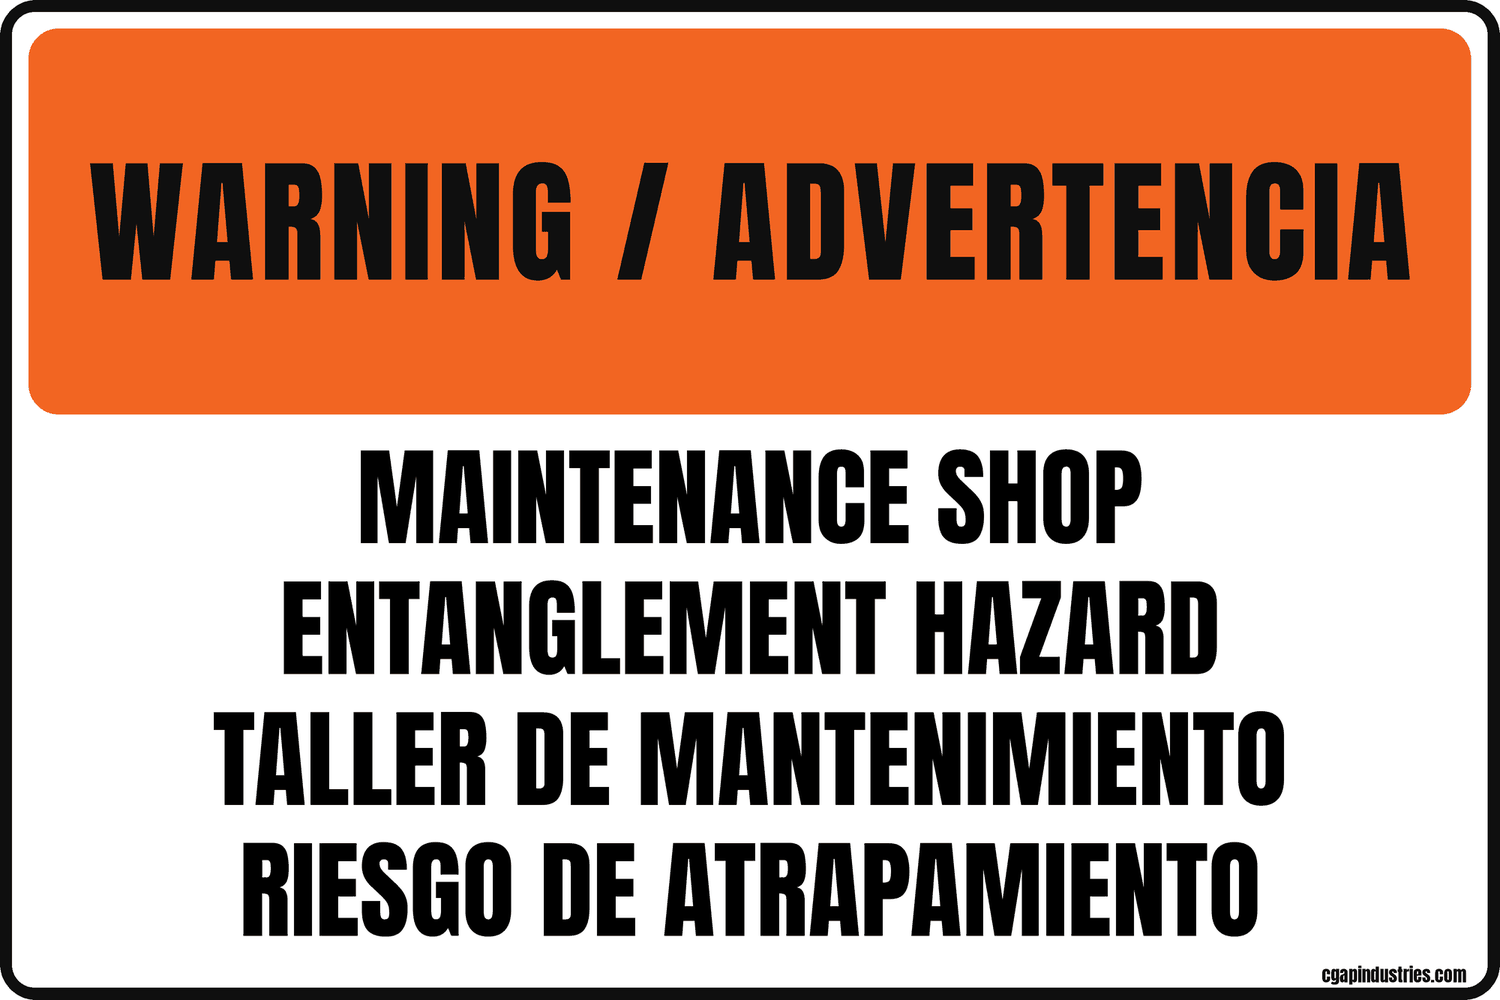 WARNING / ADVERTENCIA
MAINTENANCE SHOP
ENTANGLEMENT HAZARD
TALLER DE MANTENIMIENTO
RIESGO DE ATRAPAMIENTO
cgapindustries.com